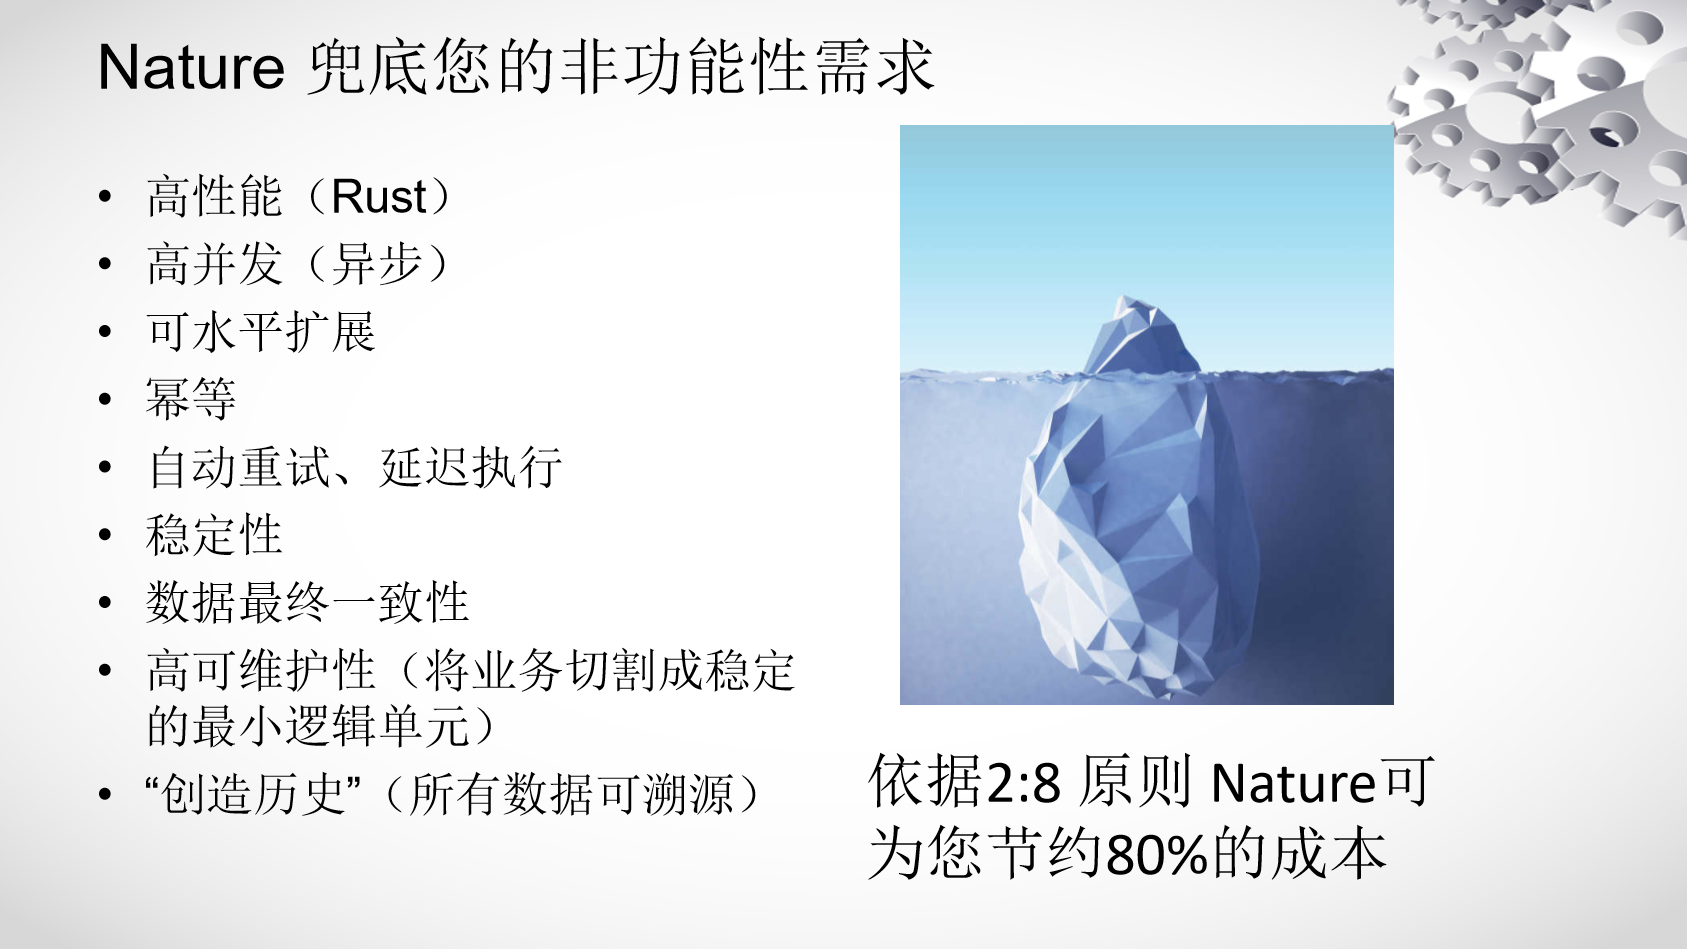 Nature 兜底您的非功能性需求
• 高性能（Rust）
• 高并发（异步）
• 可水平扩展
• 幂等
• 自动重试、延迟执行
• 稳定性
• 数据最终一致性
• 高可维护性（将业务切割成稳定
的最小逻辑单元）
• “创造历史”（所有数据可溯源）
依据2:8 原则 Nature可
为您节约80%的成本